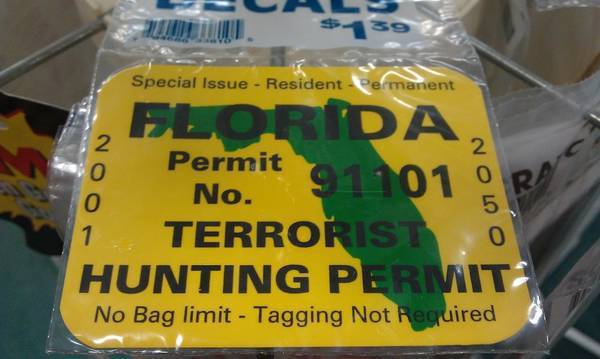 DECALS
$1 39
Special Issue - Resident - Permanent
FLORIDA
Permit
No. 91101
2001
2050
TERRORIST
HUNTING PERMIT
No Bag limit - Tagging Not Required